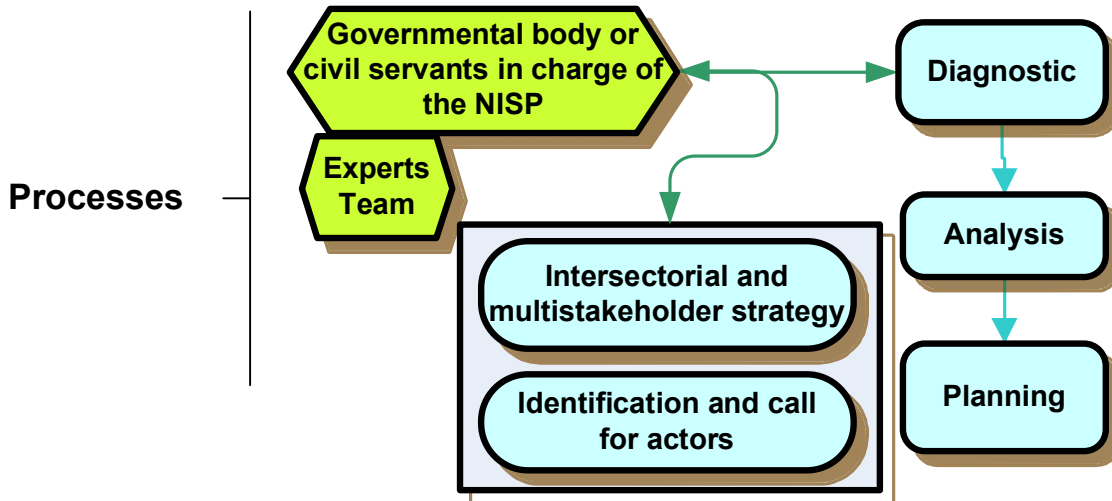 Processes
Governmental body or
civil servants in charge of
the NISP
Experts
Team
Intersectorial and
multistakeholder strategy
Identification and call
for actors
Diagnostic
Analysis
Planning